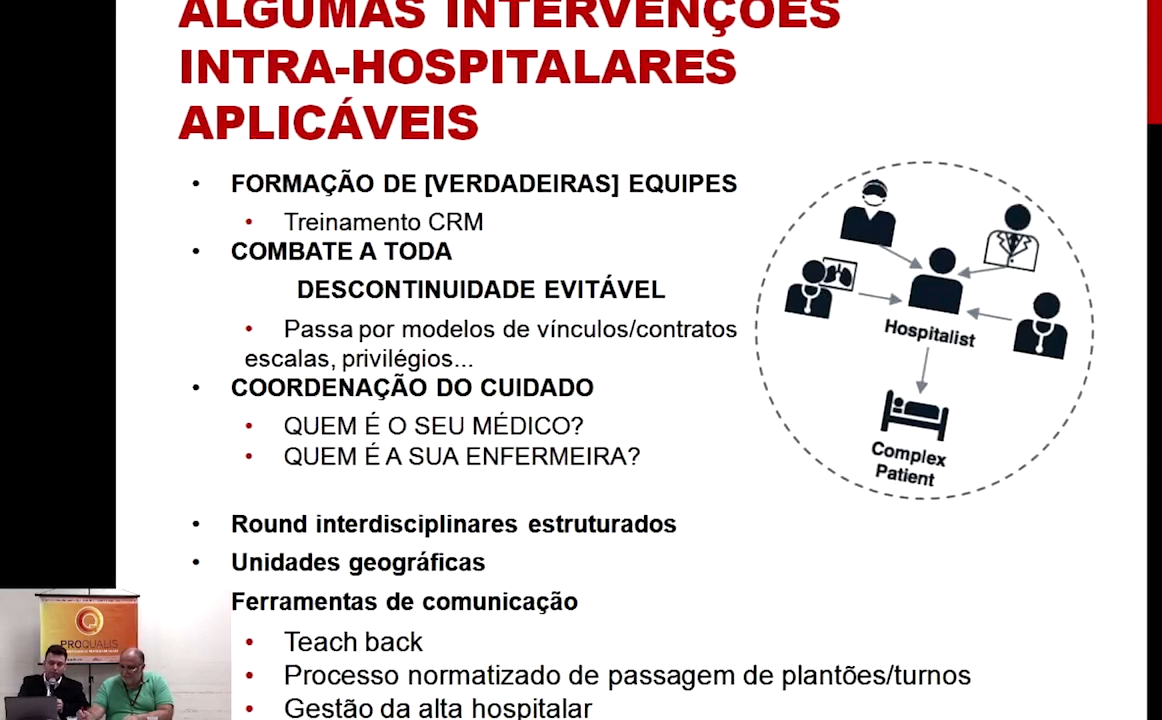 ALGUMAS INTERVENÇÕES
INTRA-HOSPITALARES
APLICÁVEIS
• FORMAÇÃO DE [VERDADEIRAS] EQUIPES
• Treinamento CRM
• COMBATE A TODA
DESCONTINUIDADE EVITÁVEL
• Passa por modelos de vínculos/contratos
escalas, privilégios...
• COORDENAÇÃO DO CUIDADO
• QUEM É O SEU MÉDICO?
• QUEM É A SUA ENFERMEIRA?
• Round interdisciplinares estruturados
• Unidades geográficas
Ferramentas de comunicação
• Teach back
• Processo normatizado de passagem de plantões/turnos
• Gestão da alta hospitalar
Hospitalist
Complex
Patient
PROQUALIS